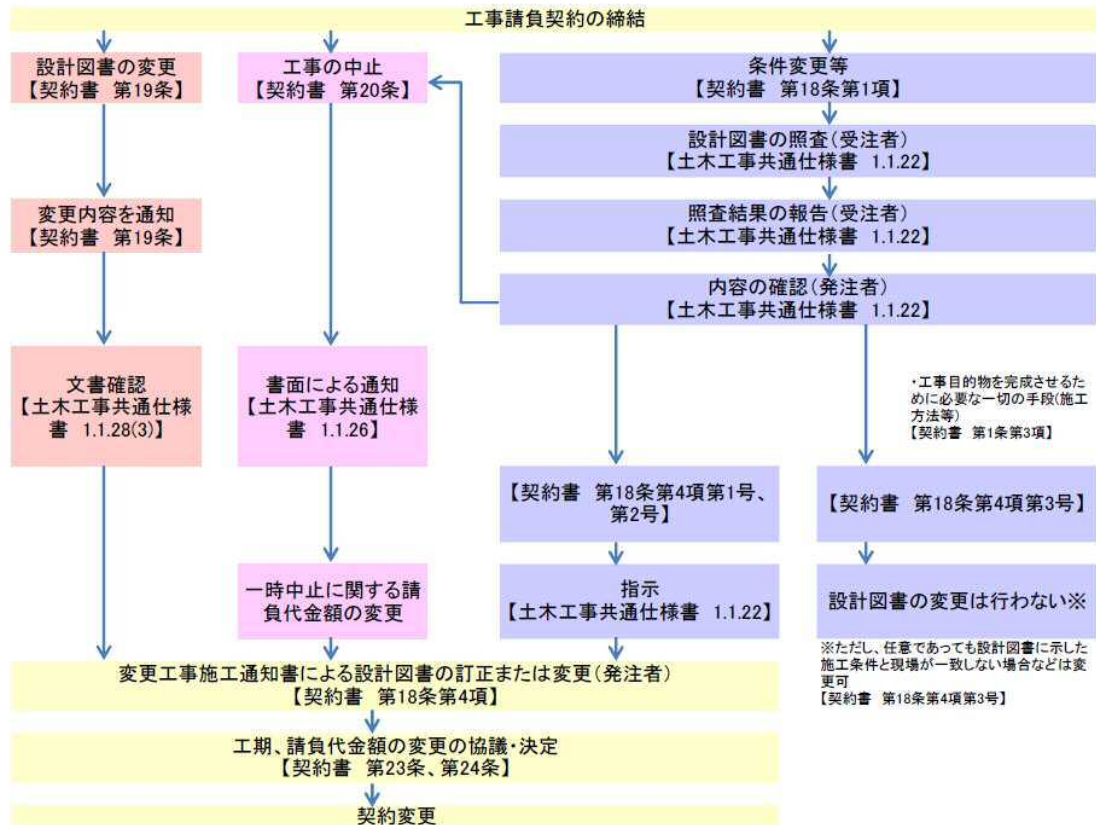 工事請負契約の締結
設計図書の変更
【契約書 第19条】
工事の中止
【契約書 第20条】
条件変更等
【契約書 第18条第1項】
設計図書の照査(受注者)
【土木工事共通仕様書 1.1.22】
変更内容を通知
【契約書 第19条】
照査結果の報告(受注者)
【土木工事共通仕様書 1.1.22】
内容の確認(発注者)
【土木工事共通仕様書 1.1.22】
文書確認
【土木工事共通仕様
書 1.1.28(3)】
書面による通知
【土木工事共通仕様
書 1.1.26】
・工事目的物を完成させるため
に必要な一切の手段(施工
方法等)
【契約書 第1条第3項】
【契約書 第18条第4項第1号、
第2号】
【契約書 第18条第4項第3号】
一時中止に関する請
負代金額の変更
指示
【土木工事共通仕様書 1.1.22】
設計図書の変更は行わない※
※ただし、任意であっても設計図書に示した
施工条件と現場が一致しない場合などは変
更可
【契約書 第18条第4項第3号】
変更工事施工通知書による設計図書の訂正または変更(発注者)
【契約書 第18条第4項】
工期、請負代金額の変更の協議・決定
【契約書 第23条、第24条】
契約変更